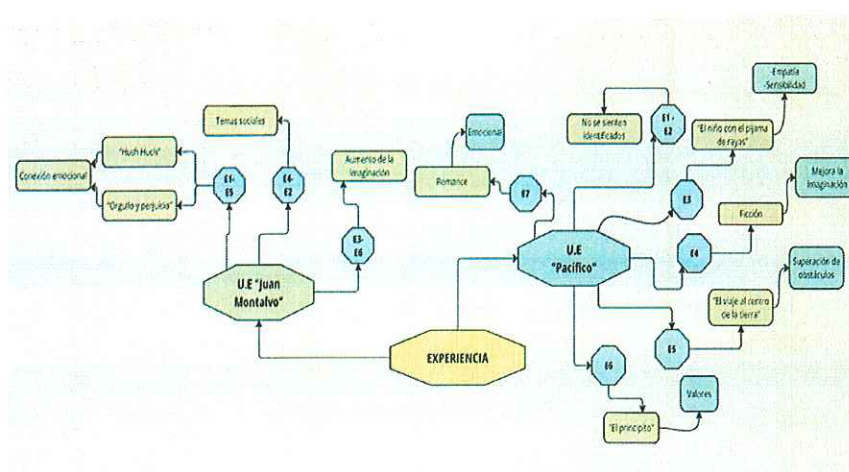 -Empatía
-Sensibilidad
Temas sociales
E1 -
E2
No se sienten
identificados
"El niño con el pijama
de rayas"
Emocional
"Hush Hush"
Conexión emocional
"Orgullo y perjuicio"
E1-
E5
E4-
E2
Aumento de la
imaginación
Romance
E7
E3
Mejora la
imaginación
Ficción
E3-
E6
U.E "Juan
Montalvo"
U.E
"Pacífico"
E4
Superación de
obstáculos
"El viaje al centro
de la tierra"
E5
EXPERIENCIA
E6
Valores
"El principito"